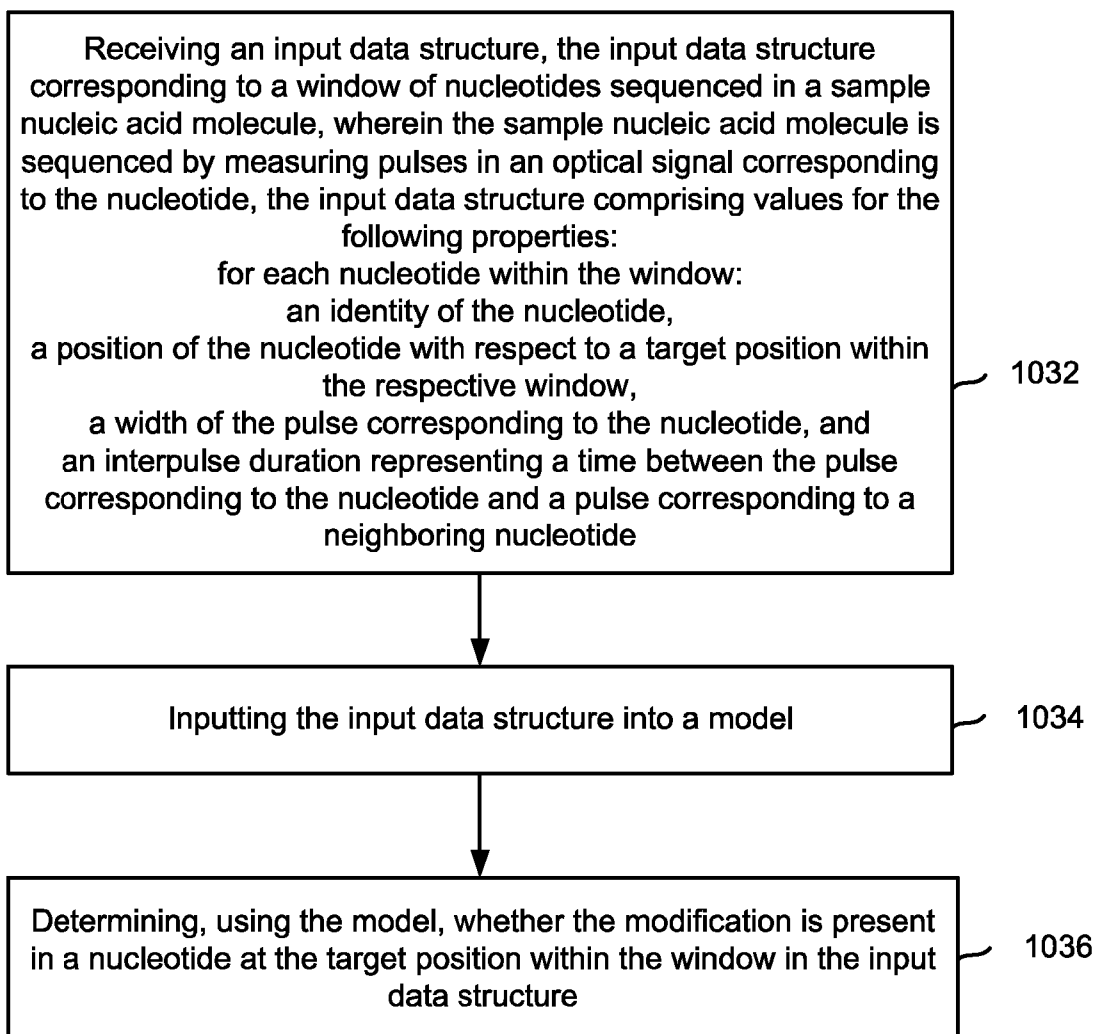 Receiving an input data structure, the input data structure
corresponding to a window of nucleotides sequenced in a sample
nucleic acid molecule, wherein the sample nucleic acid molecule is
sequenced by measuring pulses in an optical signal corresponding
to the nucleotide, the input data structure comprising values for the
following properties:
for each nucleotide within the window:
an identity of the nucleotide,
a position of the nucleotide with respect to a target position within
the respective window,
a width of the pulse corresponding to the nucleotide, and
an interpulse duration representing a time between the pulse
corresponding to the nucleotide and a pulse corresponding to a
neighboring nucleotide
1032
Inputting the input data structure into a model
1034
Determining, using the model, whether the modification is present
in a nucleotide at the target position within the window in the input
data structure
1036